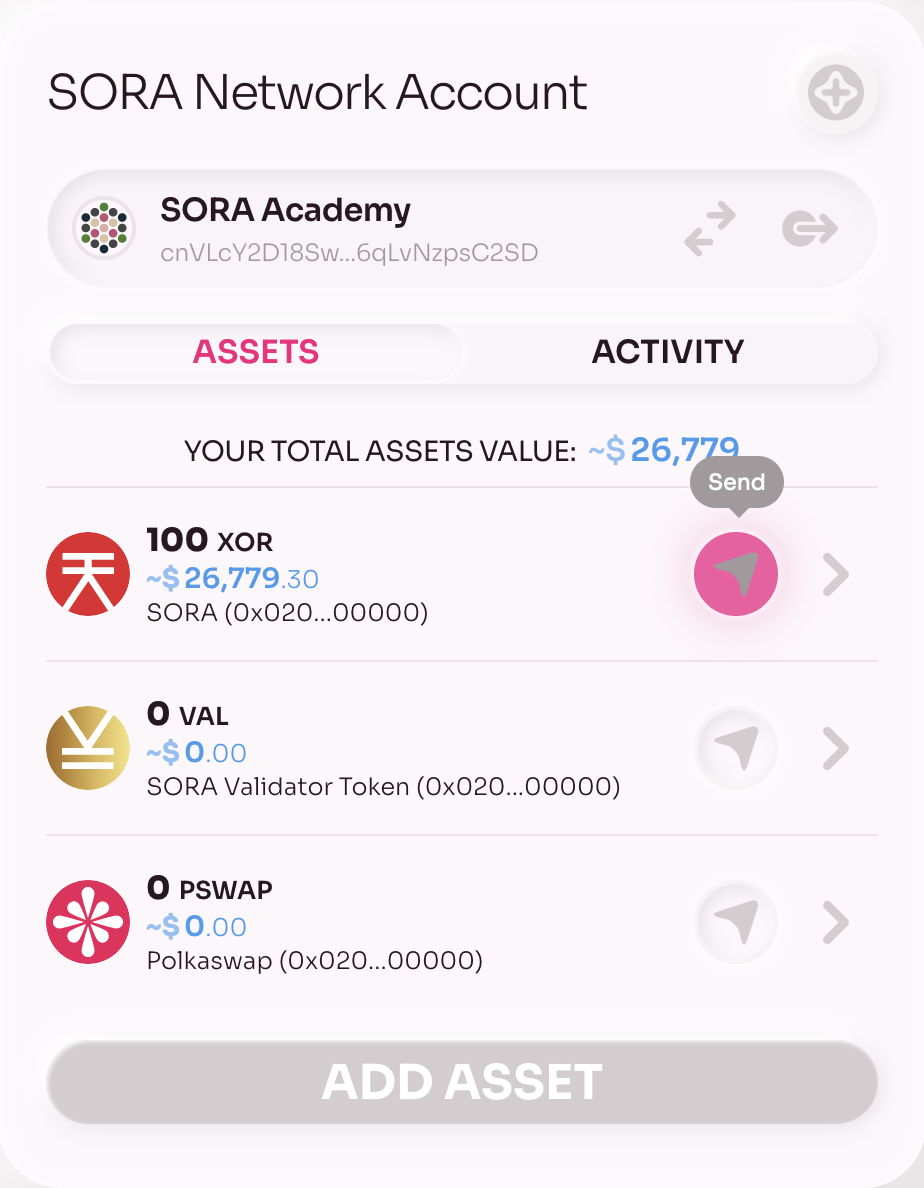 SORA Network Account
SORA Academy
cnVLcY2D18Sw...6qLvNzpsC2SD
ASSETS
ACTIVITY
YOUR TOTAL ASSETS VALUE: ~$ 26,779
Send
100 XOR
~$ 26,779.30
SORA (0x020...00000)
0 VAL
~$ 0.00
SORA Validator Token (0x020...00000)
0 PSWAP
~$ 0.00
Polkaswap (0x020...00000)
ADD ASSET